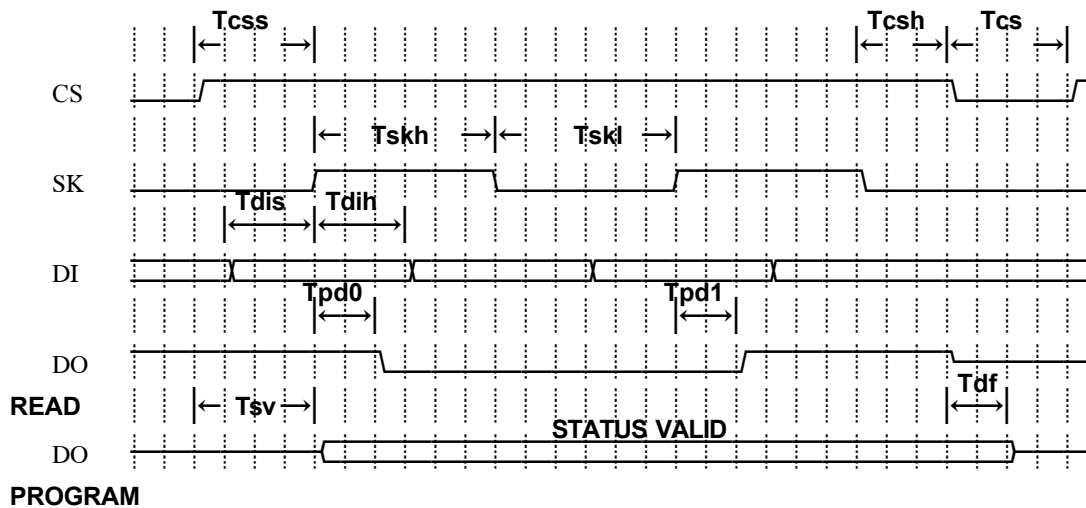 Tcss Tcsh Tcs
CS
Tskh Tskl
SK
Tdis Tdih
DI
Tpd0 Tpd1
DO
Tdf
READ Tsv
STATUS VALID
DO
PROGRAM